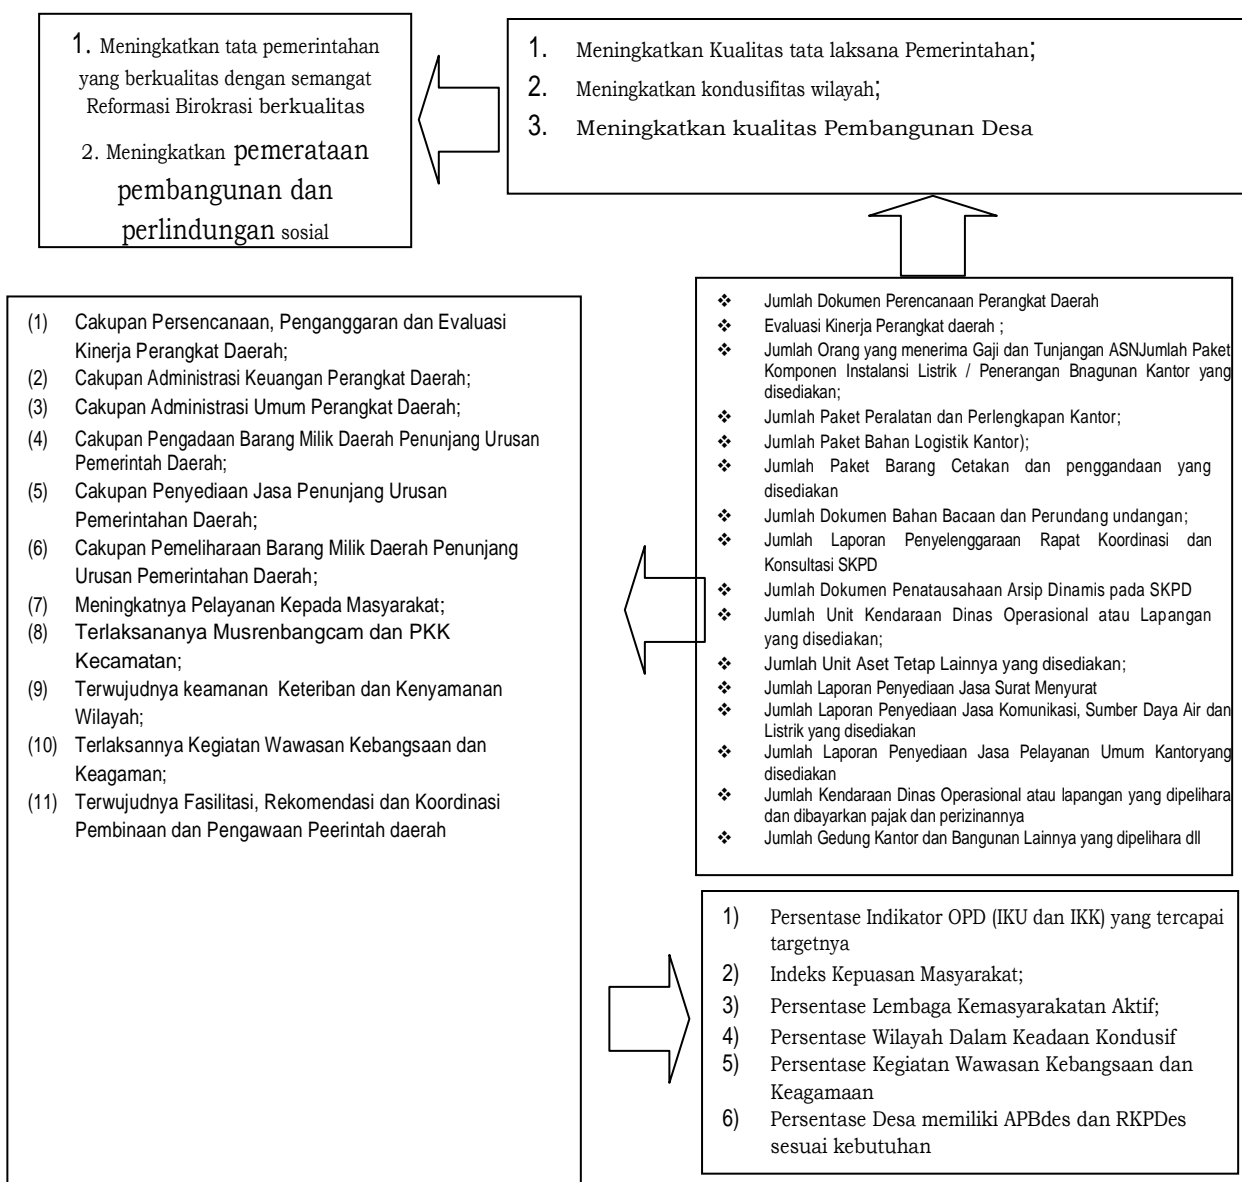 1. Meningkatkan tata pemerintahan
yang berkualitas dengan semangat
Reformasi Birokrasi berkualitas
2. Meningkatkan pemerataan
pembangunan dan
perlindungan sosial
1. Meningkatkan Kualitas tata laksana Pemerintahan;
2. Meningkatkan kondusifitas wilayah;
3. Meningkatkan kualitas Pembangunan Desa
(1) Cakupan Persencanaan, Penganggaran dan Evaluasi
Kinerja Perangkat Daerah;
(2) Cakupan Administrasi Keuangan Perangkat Daerah;
(3) Cakupan Administrasi Umum Perangkat Daerah;
(4) Cakupan Pengadaan Barang Milik Daerah Penunjang Urusan
Pemerintah Daerah;
(5) Cakupan Penyediaan Jasa Penunjang Urusan
Pemerintahan Daerah;
(6) Cakupan Pemeliharaan Barang Milik Daerah Penunjang
Urusan Pemerintahan Daerah;
(7) Meningkatnya Pelayanan Kepada Masyarakat;
(8) Terlaksananya Musrenbangcam dan PKK
Kecamatan;
(9) Terwujudnya keamanan Keteriban dan Kenyamanan
Wilayah;
(10) Terlaksannya Kegiatan Wawasan Kebangsaan dan
Keagaman;
(11) Terwujudnya Fasilitasi, Rekomendasi dan Koordinasi
Pembinaan dan Pengawaan Peerintah daerah
❖ Jumlah Dokumen Perencanaan Perangkat Daerah
❖ Evaluasi Kinerja Perangkat daerah ;
❖ Jumlah Orang yang menerima Gaji dan Tunjangan ASNJumlah Paket
Komponen Instalansi Listrik / Penerangan Bnagunan Kantor yang
disediakan;
❖ Jumlah Paket Peralatan dan Perlengkapan Kantor;
❖ Jumlah Paket Bahan Logistik Kantor);
❖ Jumlah Paket Barang Cetakan dan penggandaan yang
disediakan
❖ Jumlah Dokumen Bahan Bacaan dan Perundang undangan;
❖ Jumlah Laporan Penyelenggaraan Rapat Koordinasi dan
Konsultasi SKPD
❖ Jumlah Dokumen Penatausahaan Arsip Dinamis pada SKPD
❖ Jumlah Unit Kendaraan Dinas Operasional atau Lapangan
yang disediakan;
❖ Jumlah Unit Aset Tetap Lainnya yang disediakan;
❖ Jumlah Laporan Penyediaan Jasa Surat Menyurat
❖ Jumlah Laporan Penyediaan Jasa Komunikasi, Sumber Daya Air dan
Listrik yang disediakan
❖ Jumlah Laporan Penyediaan Jasa Pelayanan Umum Kantoryang
disediakan
❖ Jumlah Kendaraan Dinas Operasional atau lapangan yang dipelihara
dan dibayarkan pajak dan perizinannya
❖ Jumlah Gedung Kantor dan Bangunan Lainnya yang dipelihara dll
1) Persentase Indikator OPD (IKU dan IKK) yang tercapai
targetnya
2) Indeks Kepuasan Masyarakat;
3) Persentase Lembaga Kemasyarakatan Aktif;
4) Persentase Wilayah Dalam Keadaan Kondusif
5) Persentase Kegiatan Wawasan Kebangsaan dan
Keagamaan
6) Persentase Desa memiliki APBdes dan RKPDes
sesuai kebutuhan